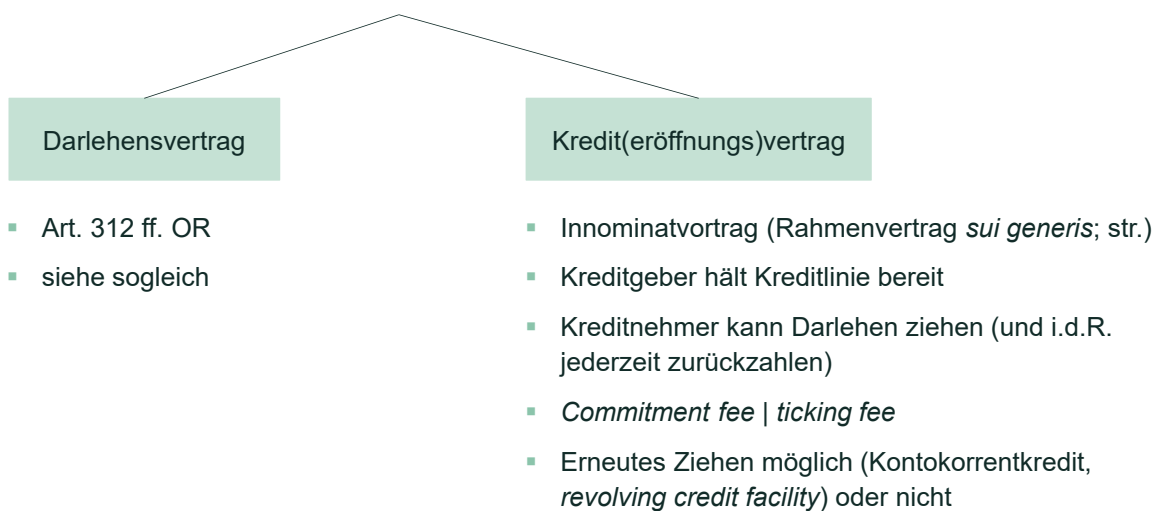 Darlehensvertrag
Kredit(eröffnungs)vertrag
▪ Art. 312 ff. OR
▪ siehe sogleich
▪ Innominatvortrag (Rahmenvertrag sui generis; str.)
▪ Kreditgeber hält Kreditlinie bereit
▪ Kreditnehmer kann Darlehen ziehen (und i.d.R.
jederzeit zurückzahlen)
▪ Commitment fee | ticking fee
▪ Erneutes Ziehen möglich (Kontokorrentkredit,
revolving credit facility) oder nicht